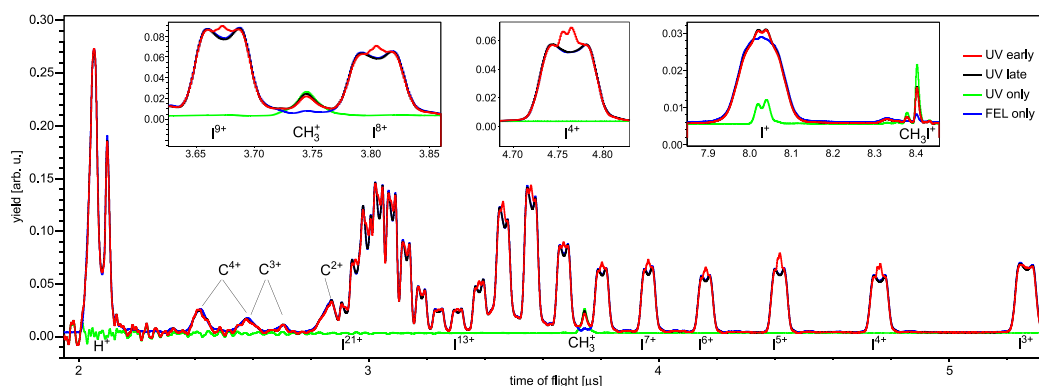 0.30
0.25
0.20
0.15
0.10
0.05
0.00
yield [arb. u.]
2
3
4
5
time of flight [µs]
H⁺
C⁴⁺
C³⁺
C²⁺
I²¹⁺
I¹³⁺
CH₃⁺
I⁷⁺
I⁶⁺
I⁵⁺
I⁴⁺
I³⁺
0.08
0.06
0.04
0.02
0.00
I⁹⁺
CH₃⁺
I⁸⁺
3.65
3.70
3.75
3.80
3.85
0.06
0.04
0.02
0.00
I⁴⁺
4.70
4.75
4.80
0.03
0.02
0.01
0.00
I⁺
CH₃I⁺
7.9
8.0
8.1
8.2
8.3
8.4
UV early
UV late
UV only
FEL only